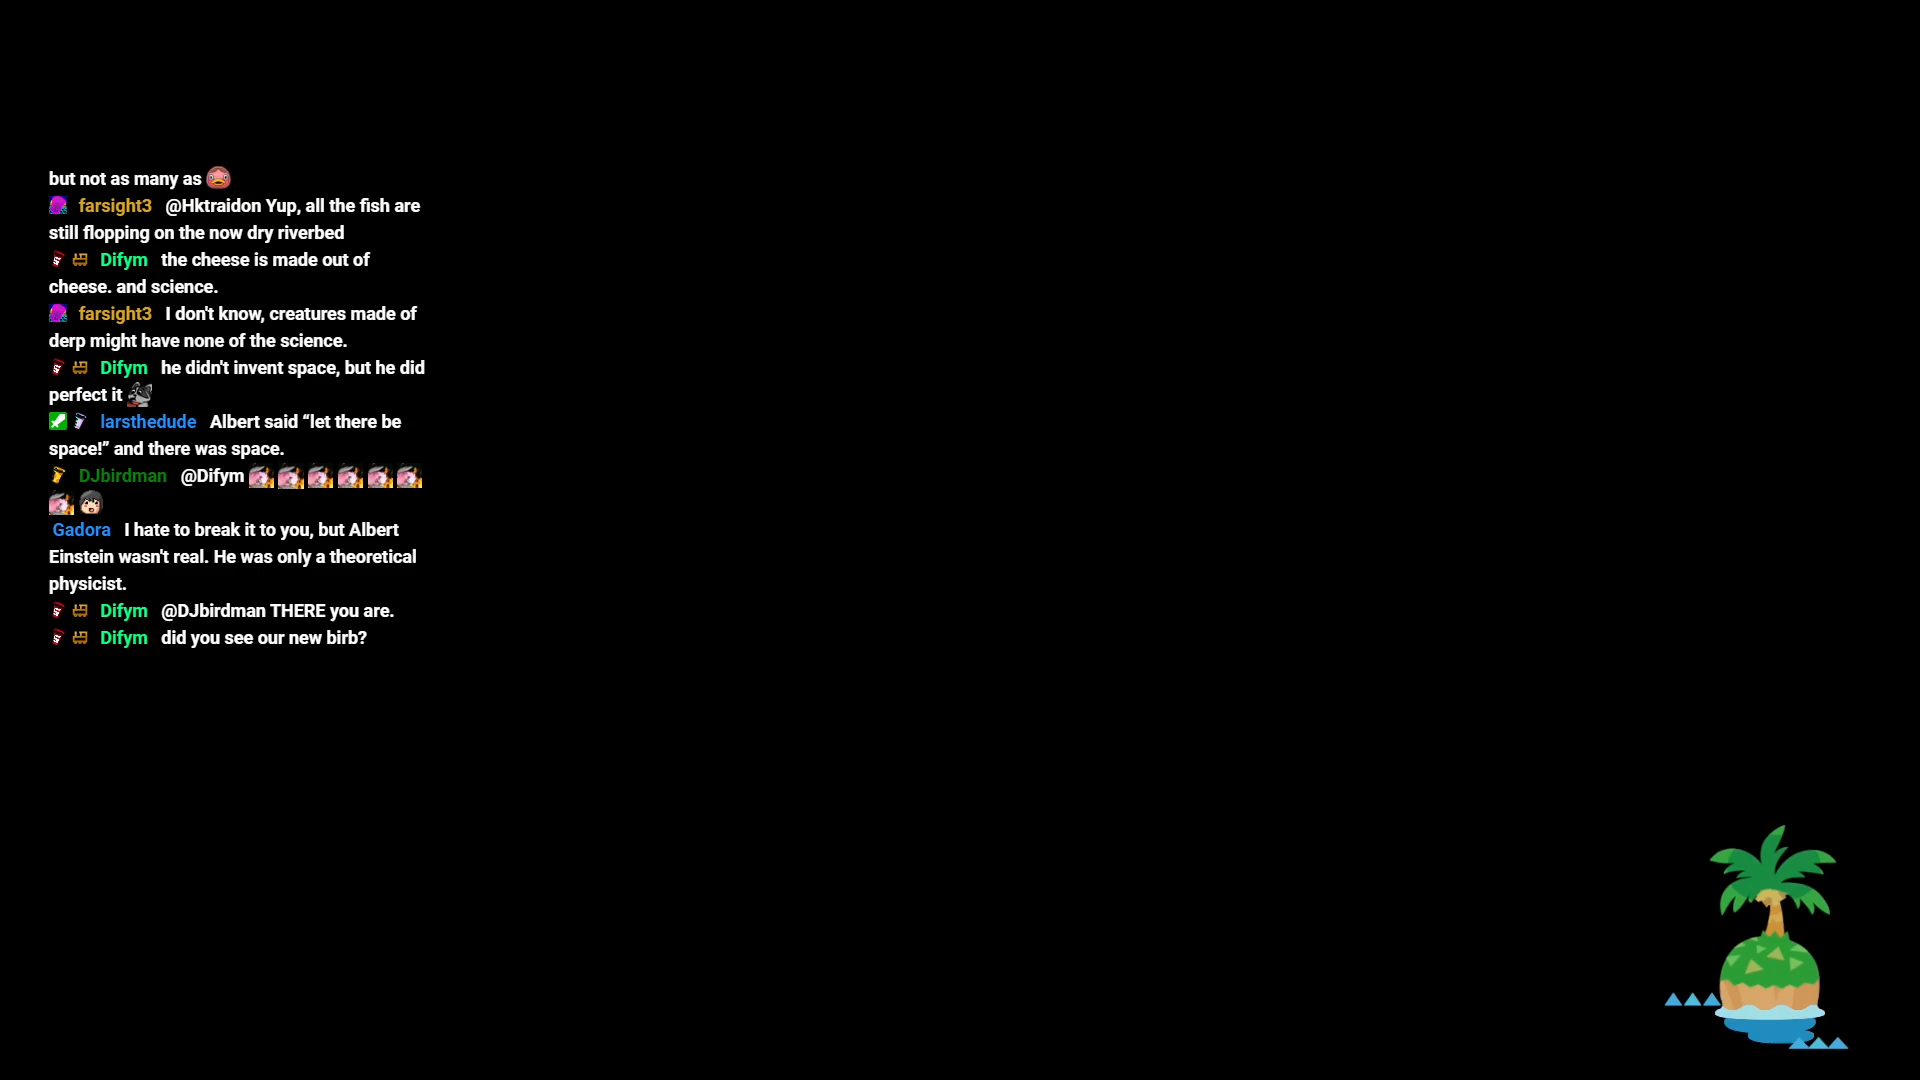 but not as many as
farsight3 @Hktraidon Yup, all the fish are
still flopping on the now dry riverbed
Difym the cheese is made out of
cheese. and science.
farsight3 I don't know, creatures made of
derp might have none of the science.
Difym he didn't invent space, but he did
perfect it
larsthedude Albert said “let there be
space!” and there was space.
DJbirdman @Difym
Gadora I hate to break it to you, but Albert
Einstein wasn't real. He was only a theoretical
physicist.
Difym @DJbirdman THERE you are.
Difym did you see our new birb?